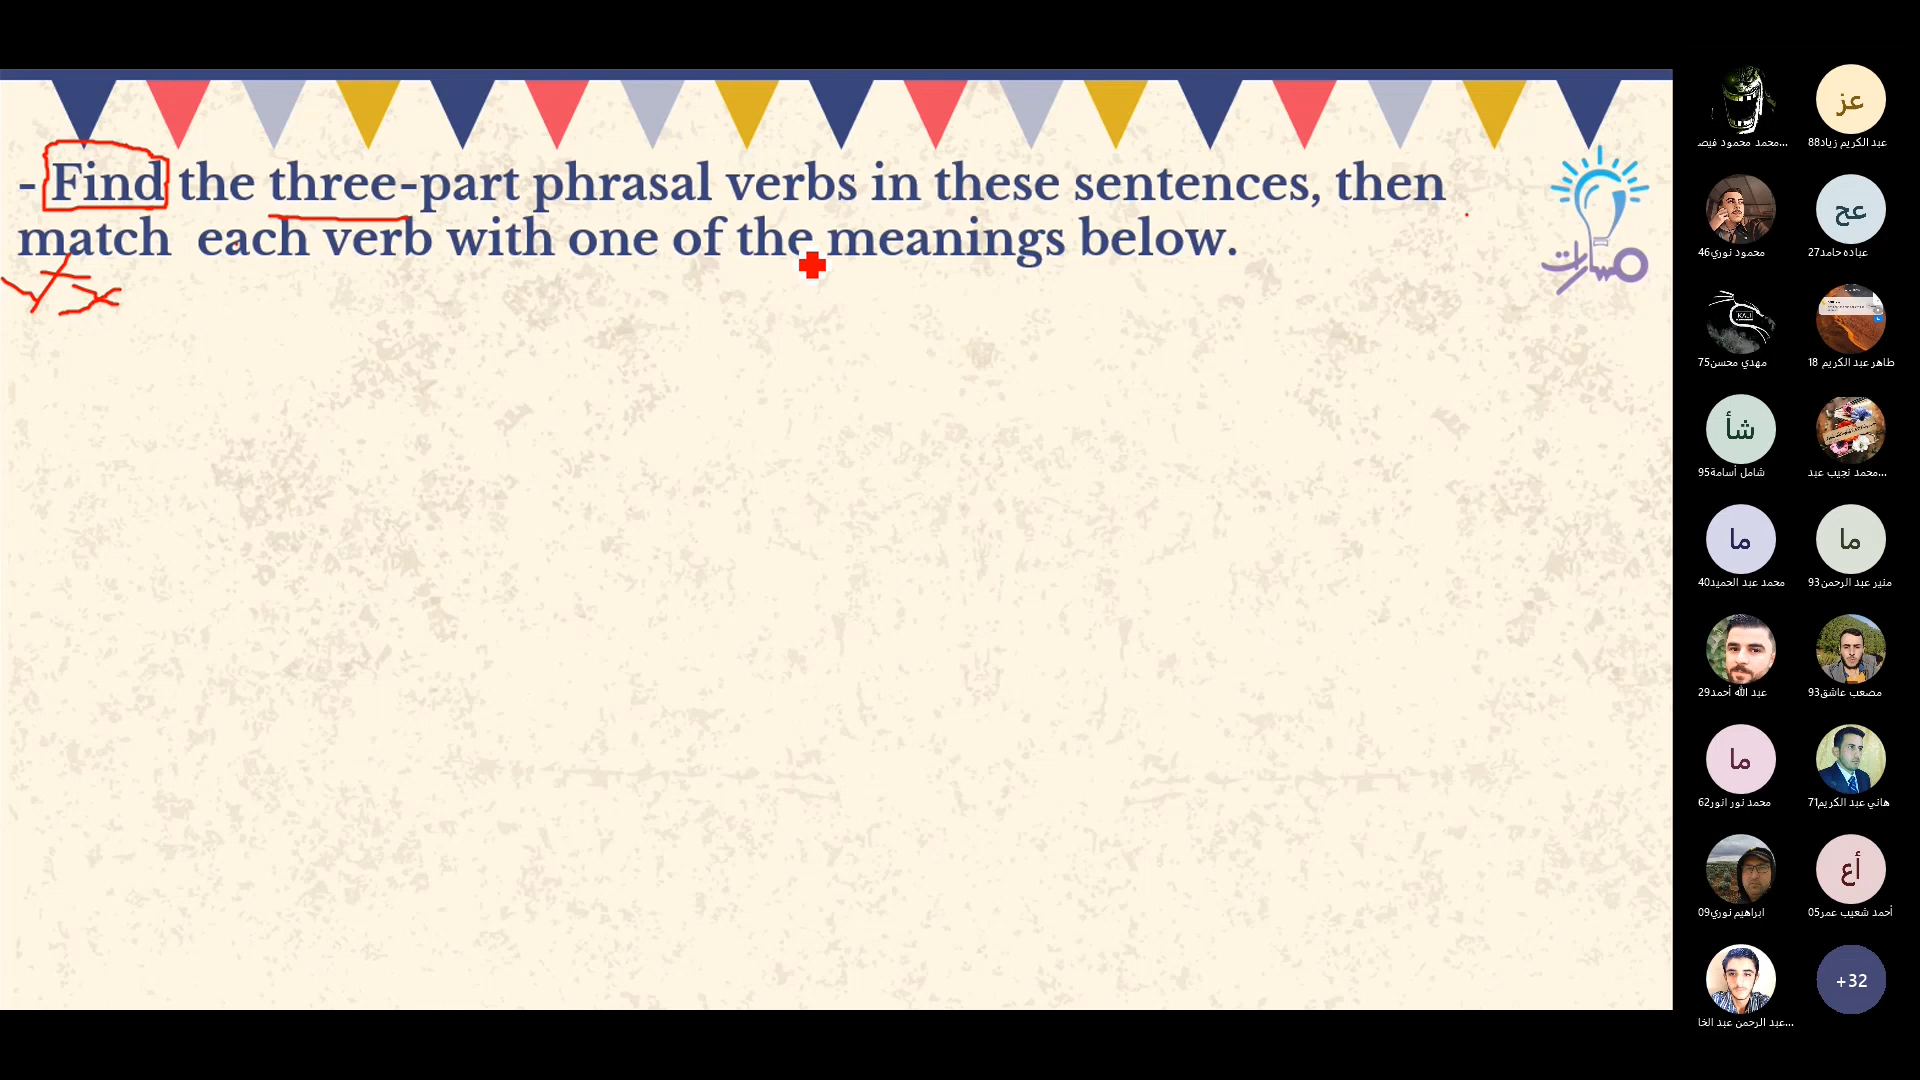 - Find the three-part phrasal verbs in these sentences, then
match each verb with one of the meanings below.
مسارات
محمد محمود فيص...
عبد الكريم زياد88
محمود نوري46
عباده حامد27
KALI
مهدي محسن75
طاهر عبد الكريم 18
شامل أسامة95
محمد نجيب عبد...
محمد عبد الحميد40
منير عبد الرحمن93
عبد الله أحمد29
مصعب عاشق93
محمد نور انور62
هاني عبد الكريم71
ابراهيم نوري09
أحمد شعيب عمر05
عبد الرحمن عبد الخا...
عز
عح
شأ
ما
ما
ما
أع
+32